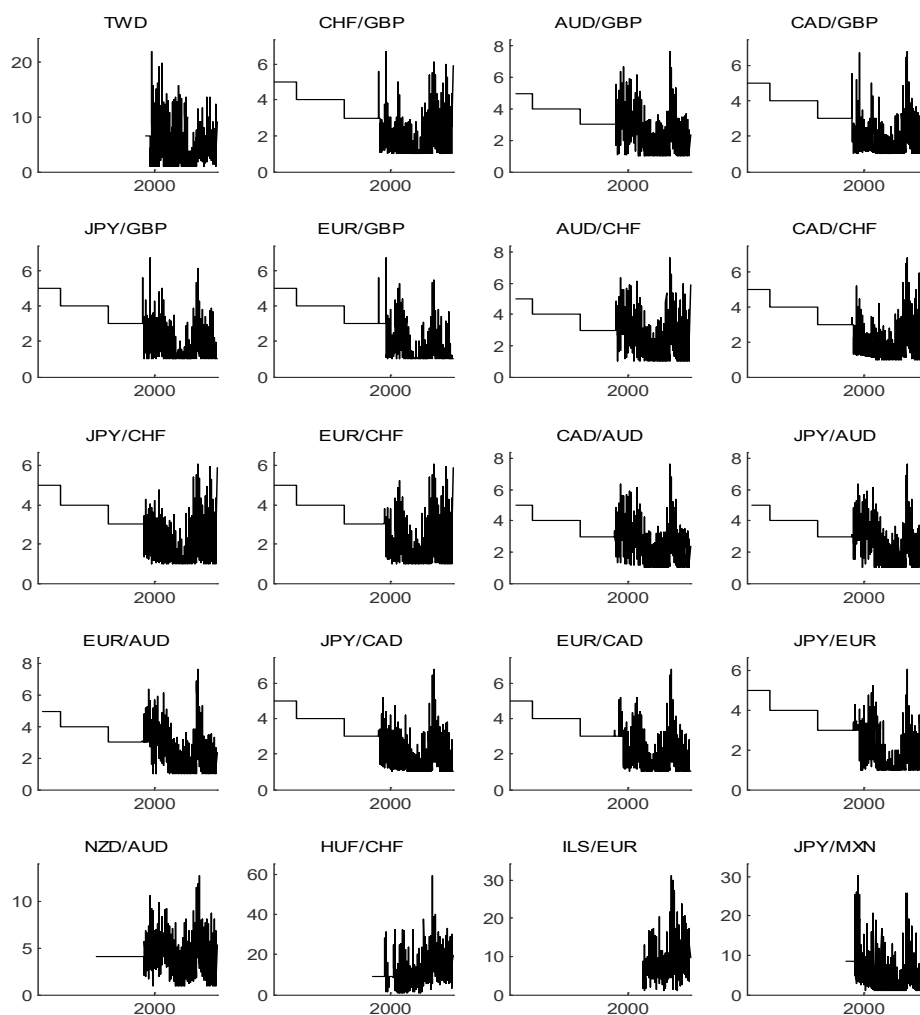 TWD CHF/GBP AUD/GBP CAD/GBP
20 6 8 6
10 4 6 4
2 4 2
0 0 2 0
0
2000 2000 2000 2000
JPY/GBP EUR/GBP AUD/CHF CAD/CHF
6 6 8 6
4 4 6 4
2 2 4 2
0 0 2 0
0
2000 2000 2000 2000
JPY/CHF EUR/CHF CAD/AUD JPY/AUD
6 6 8 8
4 4 6 6
2 2 4 4
0 0 2 2
0 0
2000 2000 2000 2000
EUR/AUD JPY/CAD EUR/CAD JPY/EUR
8 6 6 6
6 4 4 4
4 2 2 2
2 0 0 0
0
2000 2000 2000 2000
NZD/AUD HUF/CHF ILS/EUR JPY/MXN
10 60 30 30
5 40 20 20
0 20 10 10
0 0 0
2000 2000 2000 2000